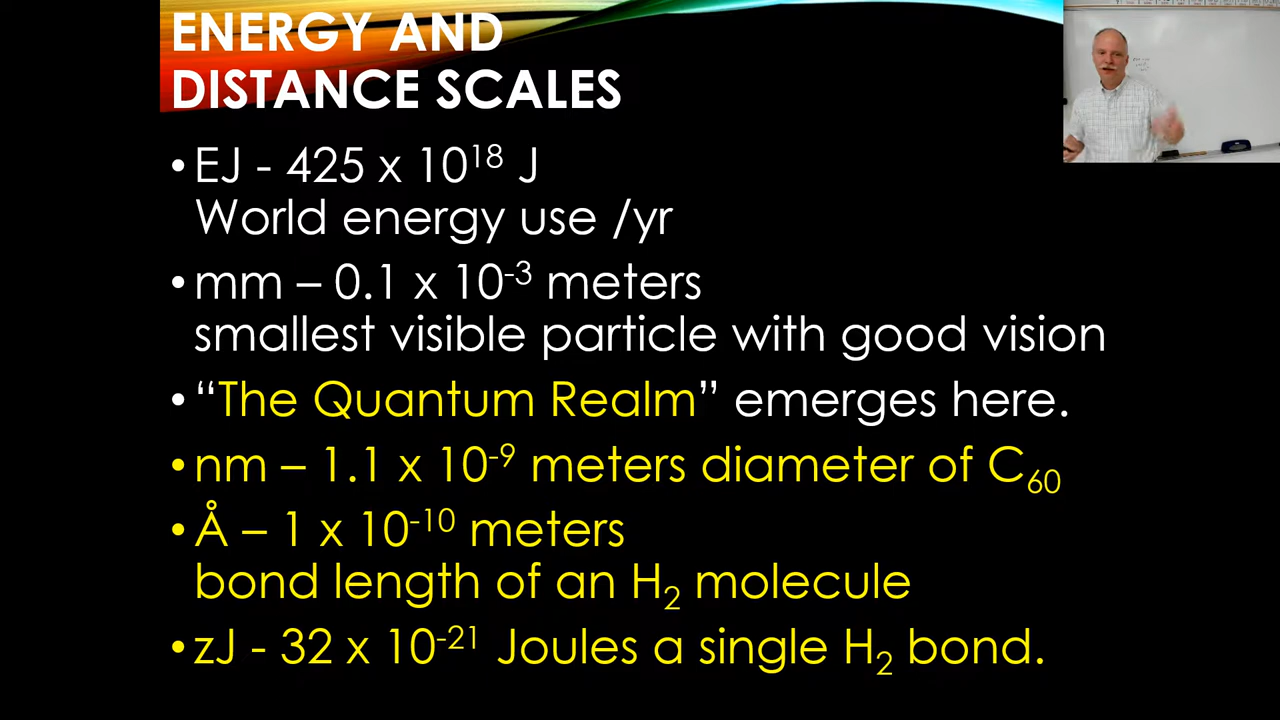 ENERGY AND
DISTANCE SCALES
• EJ - 425 x 10¹⁸ J
World energy use /yr
• mm – 0.1 x 10⁻³ meters
smallest visible particle with good vision
• “The Quantum Realm” emerges here.
• nm – 1.1 x 10⁻⁹ meters diameter of C₆₀
• Å – 1 x 10⁻¹⁰ meters
bond length of an H₂ molecule
• zJ - 32 x 10⁻²¹ Joules a single H₂ bond.